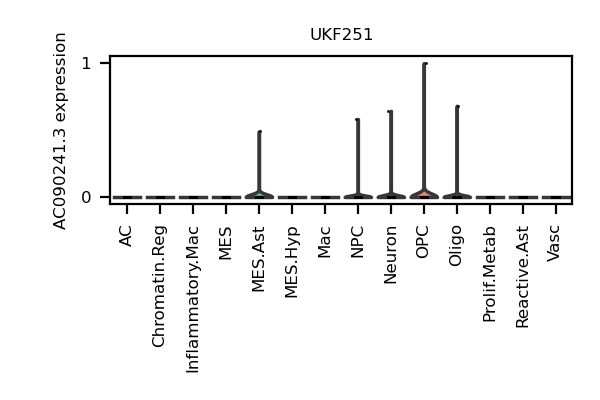 UKF251
AC090241.3 expression
1
0
AC
Chromatin.Reg
Inflammatory.Mac
MES
MES.Ast
MES.Hyp
Mac
NPC
Neuron
OPC
Oligo
Prolif.Metab
Reactive.Ast
Vasc